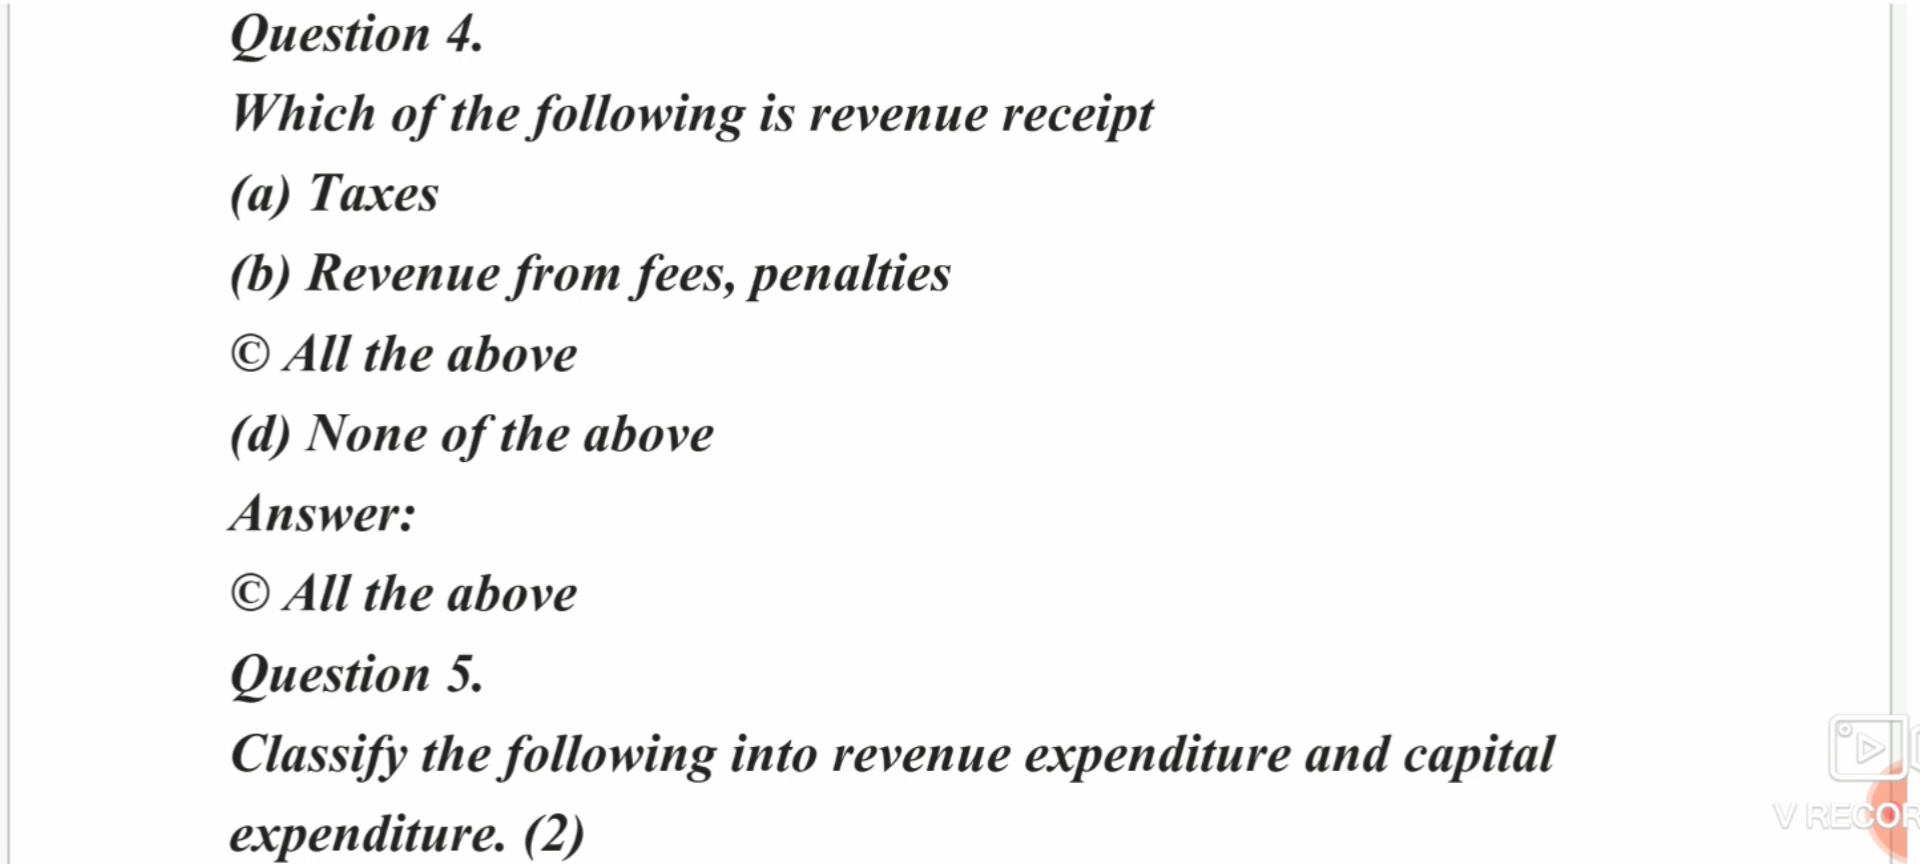 Question 4.
Which of the following is revenue receipt
(a) Taxes
(b) Revenue from fees, penalties
© All the above
(d) None of the above
Answer:
© All the above
Question 5.
Classify the following into revenue expenditure and capital
expenditure. (2)
V RECOR